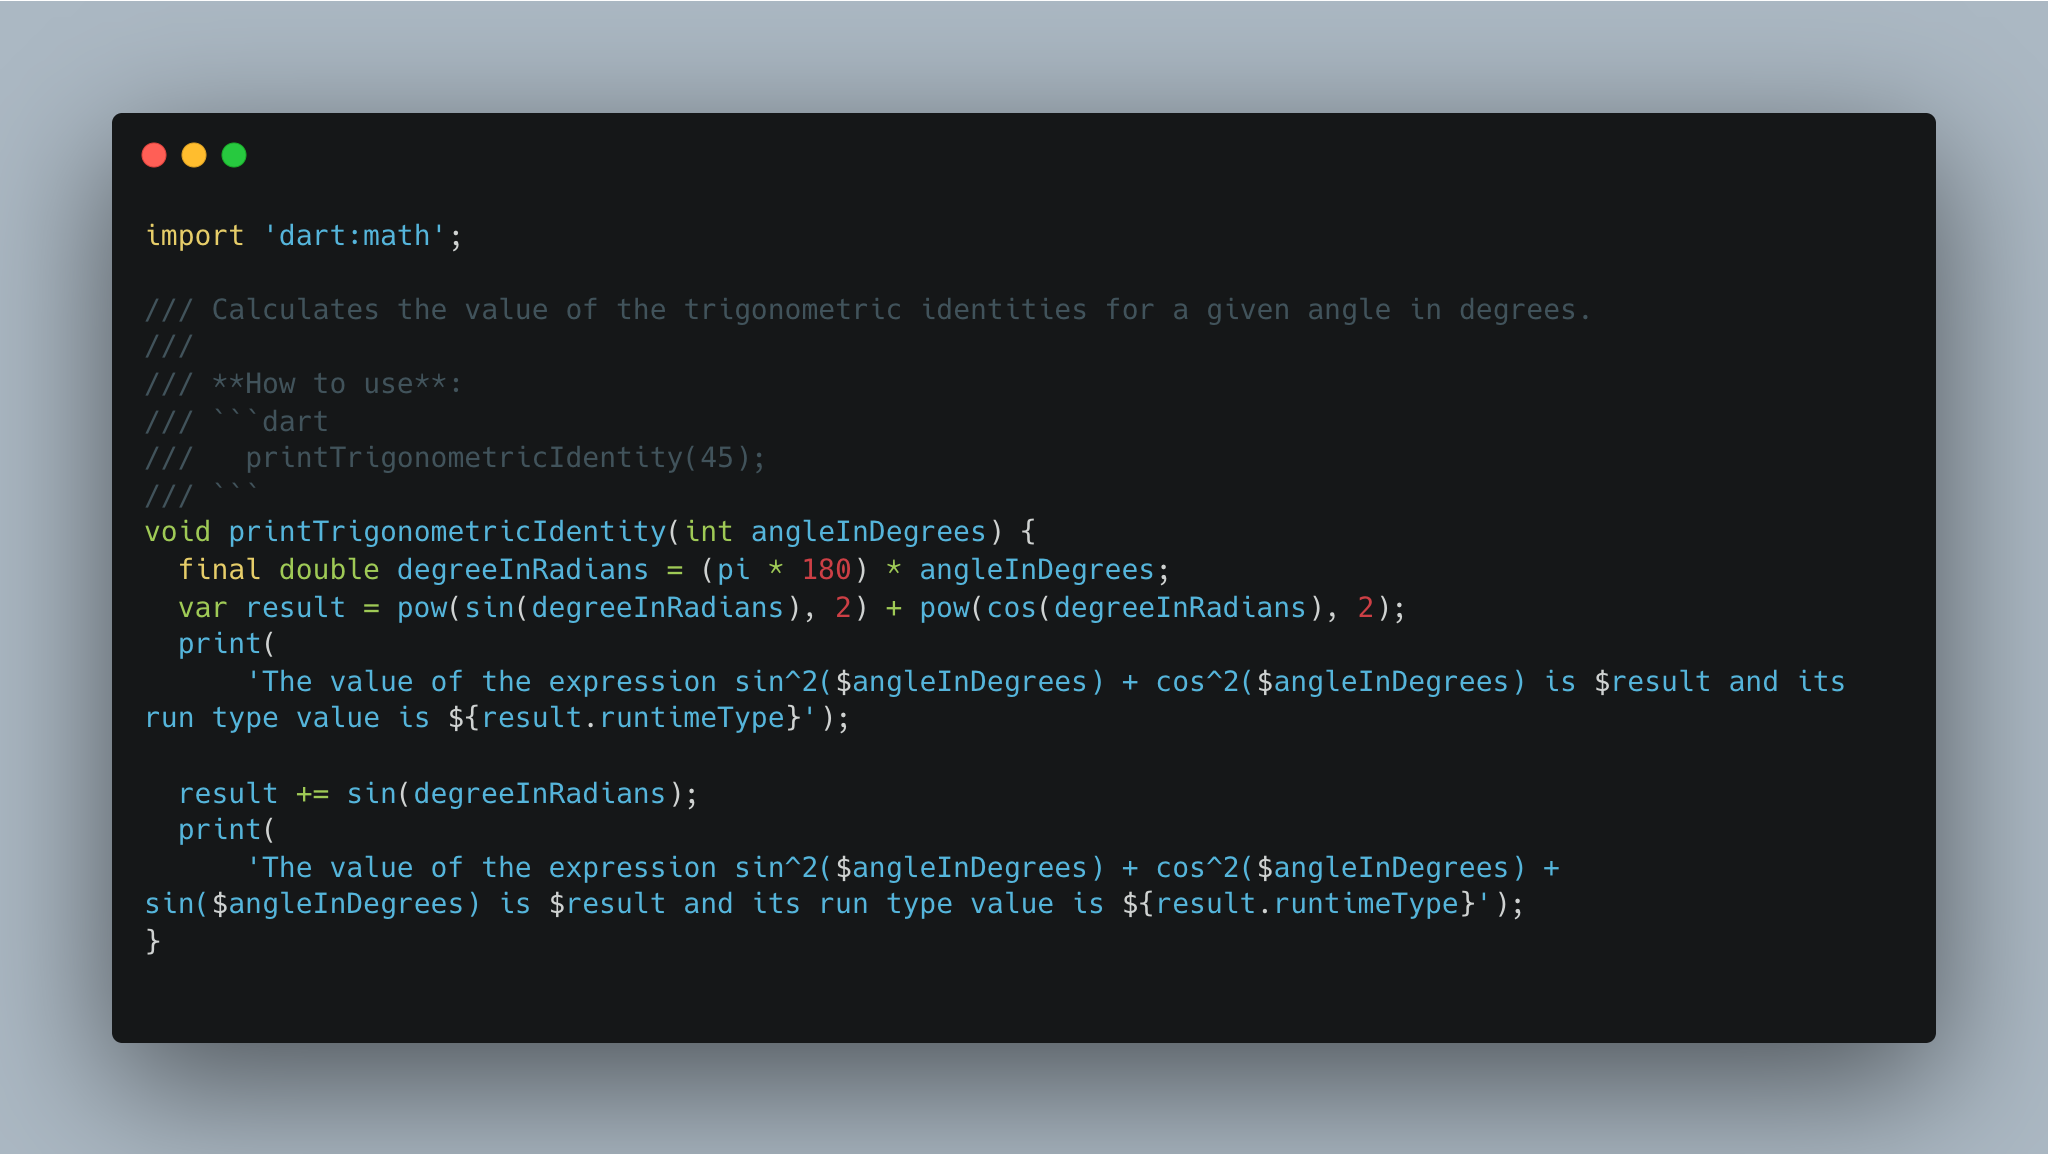 import 'dart:math';

/// Calculates the value of the trigonometric identities for a given angle in degrees.
///
/// **How to use**:
/// ```dart
///   printTrigonometricIdentity(45);
/// ```
void printTrigonometricIdentity(int angleInDegrees) {
  final double degreeInRadians = (pi * 180) * angleInDegrees;
  var result = pow(sin(degreeInRadians), 2) + pow(cos(degreeInRadians), 2);
  print(
      'The value of the expression sin^2($angleInDegrees) + cos^2($angleInDegrees) is $result and its
run type value is ${result.runtimeType}');

  result += sin(degreeInRadians);
  print(
      'The value of the expression sin^2($angleInDegrees) + cos^2($angleInDegrees) +
sin($angleInDegrees) is $result and its run type value is ${result.runtimeType}');
}